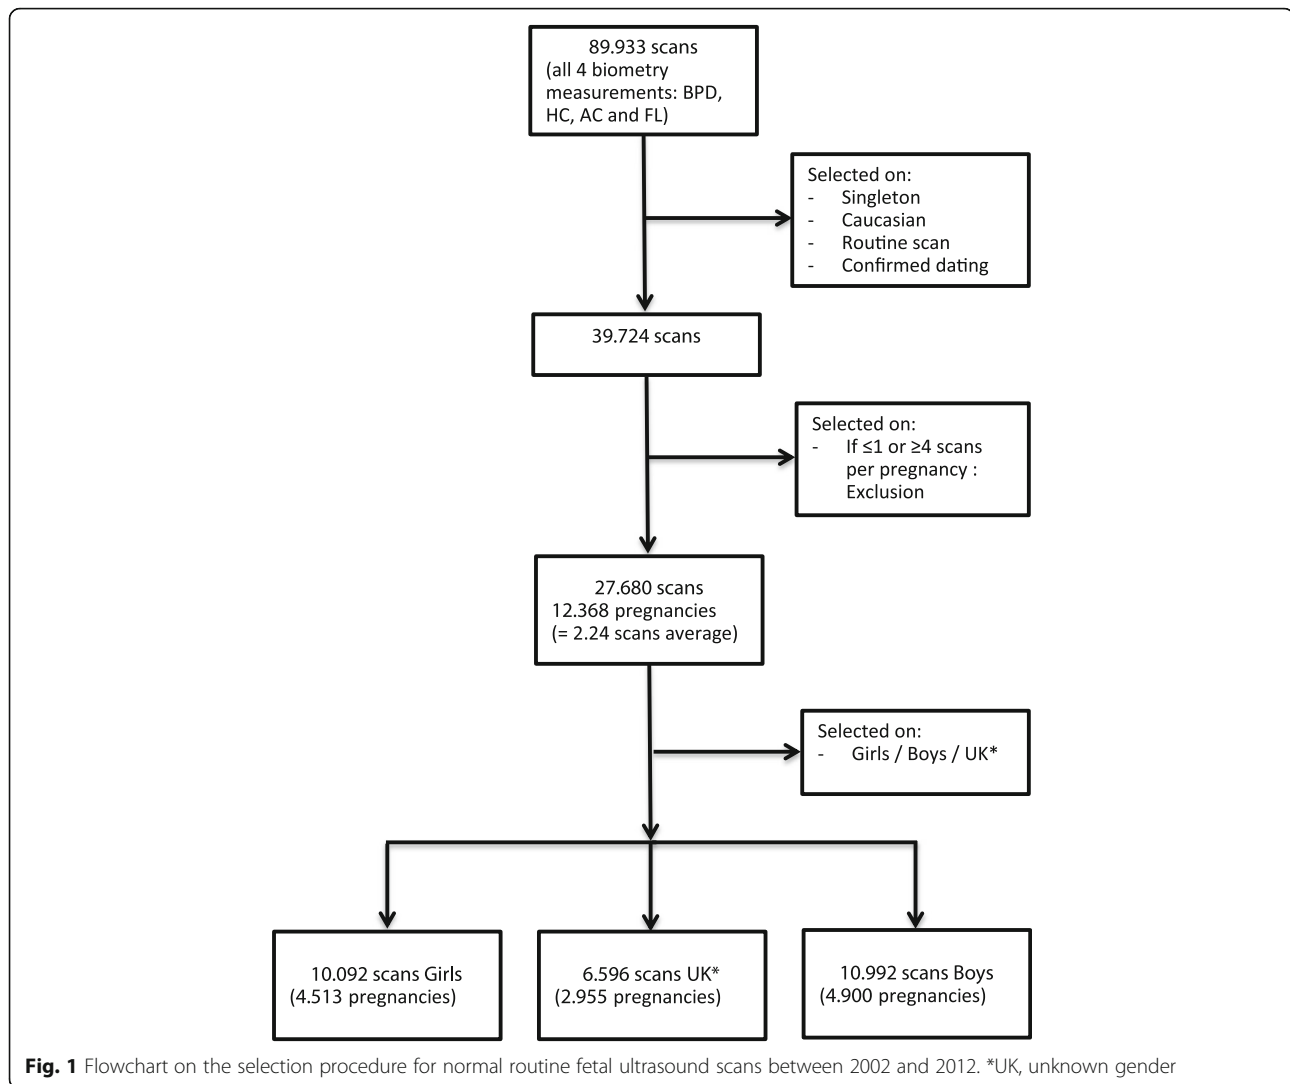 89.933 scans
(all 4 biometry
measurements: BPD,
HC, AC and FL)
Selected on:
- Singleton
- Caucasian
- Routine scan
- Confirmed dating
39.724 scans
Selected on:
- If ≤1 or ≥4 scans
per pregnancy :
Exclusion
27.680 scans
12.368 pregnancies
(= 2.24 scans average)
Selected on:
- Girls / Boys / UK*
10.092 scans Girls
(4.513 pregnancies)
6.596 scans UK*
(2.955 pregnancies)
10.992 scans Boys
(4.900 pregnancies)
Fig. 1 Flowchart on the selection procedure for normal routine fetal ultrasound scans between 2002 and 2012. *UK, unknown gender